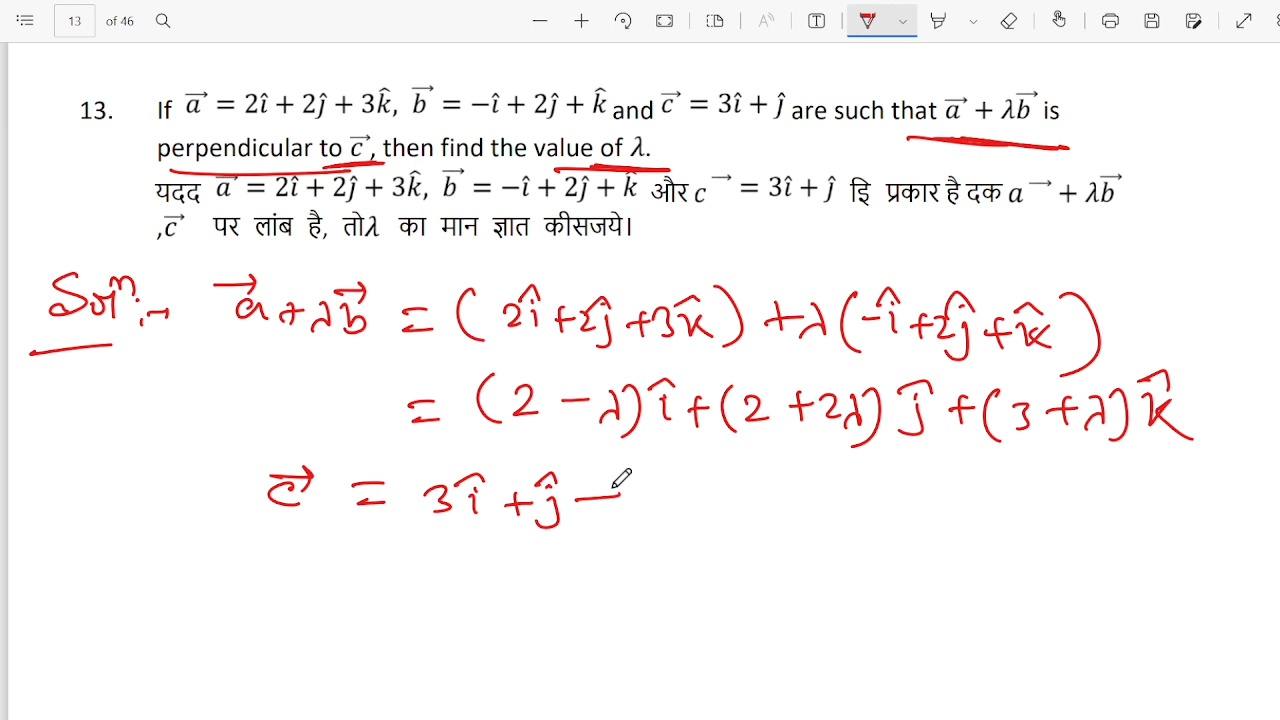 13 of 46
13. If a⃗ = 2î + 2ĵ + 3k̂, b⃗ = −î + 2ĵ + k̂ and c⃗ = 3î + ĵ are such that a⃗ + λb⃗ is
perpendicular to c⃗, then find the value of λ.
यदद a⃗ = 2î + 2ĵ + 3k̂, b⃗ = −î + 2ĵ + k̂ और c⃗ = 3î + ĵ इि प्रकार है दक a⃗ + λb⃗
,c⃗ पर लांब है, तोλ का मान ज्ञात कीसजये।
Solⁿ:- a⃗ + λb⃗ = (2î + 2ĵ + 3k̂) + λ(-î + 2ĵ + k̂)
= (2 − λ)î + (2 + 2λ)ĵ + (3 + λ)k̂
c⃗ = 3î + ĵ —